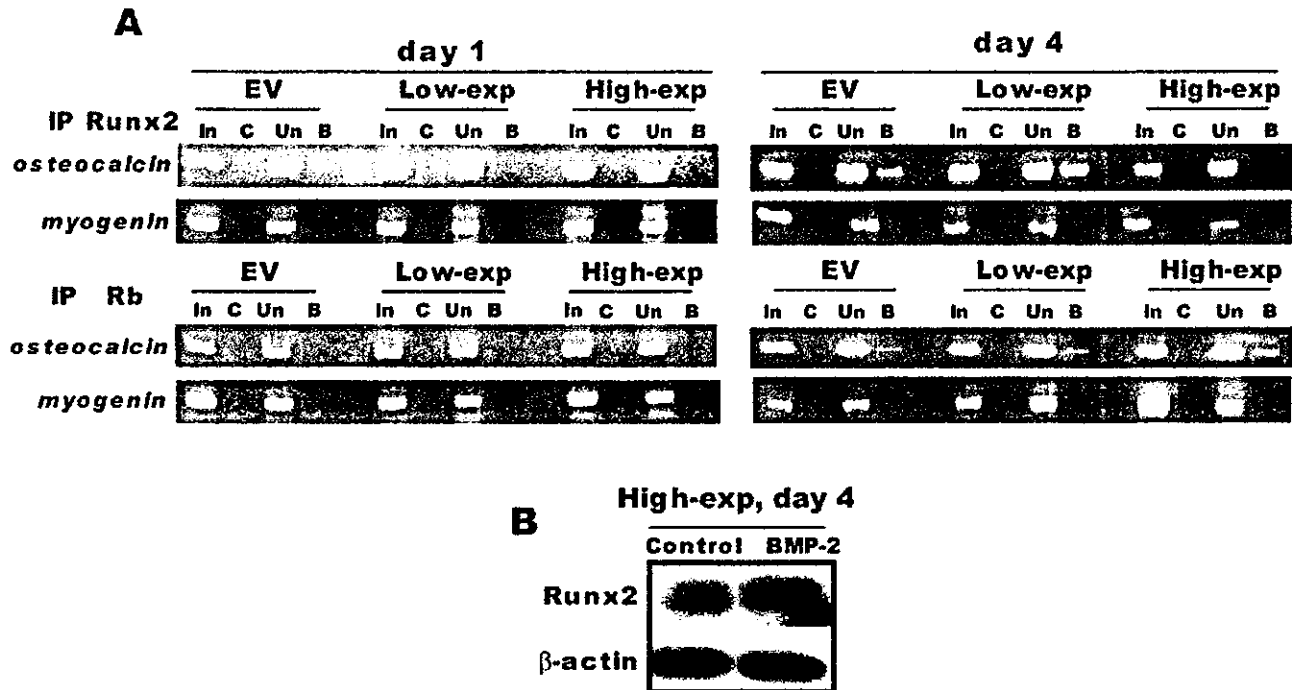 A
day 1
day 4
EV Low-exp High-exp EV Low-exp High-exp
IP Runx2
In C Un B In C Un B In C Un B In C Un B In C Un B In C Un B
osteocalcin
myogenin
EV Low-exp High-exp EV Low-exp High-exp
IP Rb
In C Un B In C Un B In C Un B In C Un B In C Un B In C Un B
osteocalcin
myogenin
B
High-exp, day 4
Control BMP-2
Runx2
β-actin